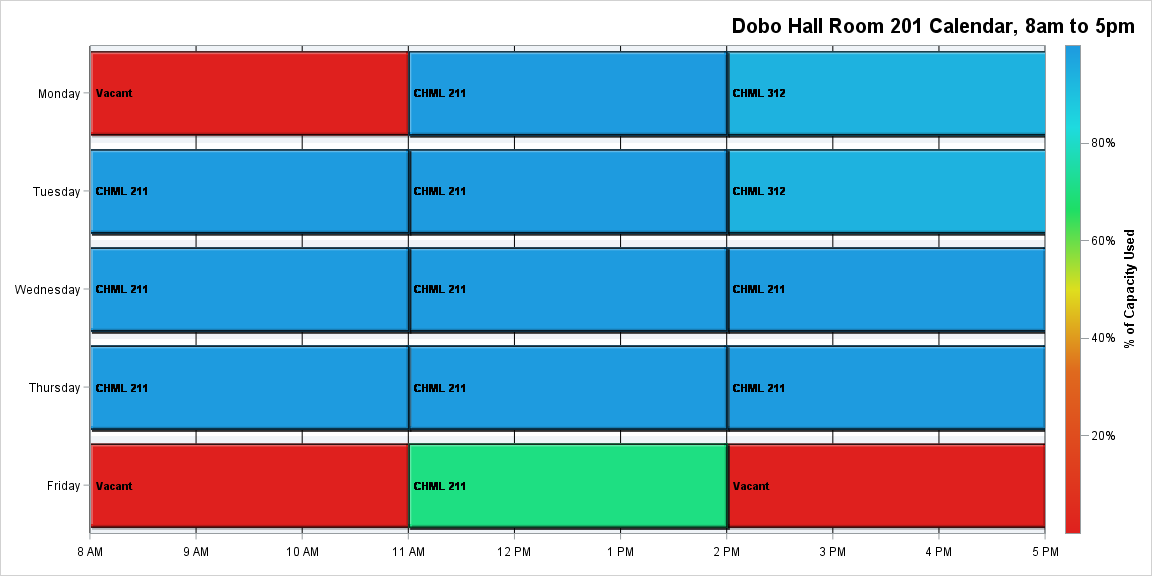 Dobo Hall Room 201 Calendar, 8am to 5pm
Monday
Vacant
CHML 211
CHML 312
Tuesday
CHML 211
CHML 211
CHML 312
Wednesday
CHML 211
CHML 211
CHML 211
Thursday
CHML 211
CHML 211
CHML 211
Friday
Vacant
CHML 211
Vacant
8 AM
9 AM
10 AM
11 AM
12 PM
1 PM
2 PM
3 PM
4 PM
5 PM
80%
60%
40%
20%
% of Capacity Used